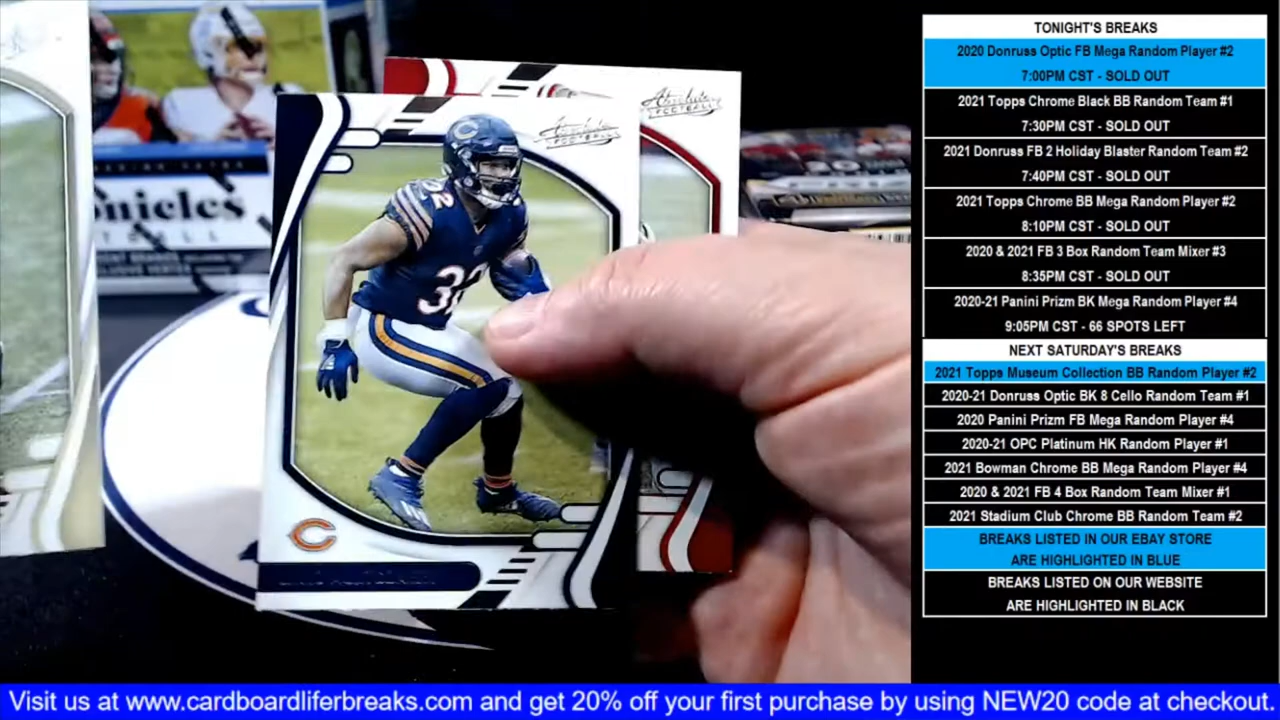 Absolute
FOOTBALL
Absolute
FOOTBALL
nicles
32
32
TONIGHT'S BREAKS
2020 Donruss Optic FB Mega Random Player #2
7:00PM CST - SOLD OUT
2021 Topps Chrome Black BB Random Team #1
7:30PM CST - SOLD OUT
2021 Donruss FB 2 Holiday Blaster Random Team #2
7:40PM CST - SOLD OUT
2021 Topps Chrome BB Mega Random Player #2
8:10PM CST - SOLD OUT
2020 & 2021 FB 3 Box Random Team Mixer #3
8:35PM CST - SOLD OUT
2020-21 Panini Prizm BK Mega Random Player #4
9:05PM CST - 66 SPOTS LEFT
NEXT SATURDAY'S BREAKS
2021 Topps Museum Collection BB Random Player #2
2020-21 Donruss Optic BK 8 Cello Random Team #1
2020 Panini Prizm FB Mega Random Player #4
2020-21 OPC Platinum HK Random Player #1
2021 Bowman Chrome BB Mega Random Player #4
2020 & 2021 FB 4 Box Random Team Mixer #1
2021 Stadium Club Chrome BB Random Team #2
BREAKS LISTED IN OUR EBAY STORE
ARE HIGHLIGHTED IN BLUE
BREAKS LISTED ON OUR WEBSITE
ARE HIGHLIGHTED IN BLACK
Visit us at www.cardboardliferbreaks.com and get 20% off your first purchase by using NEW20 code at checkout.